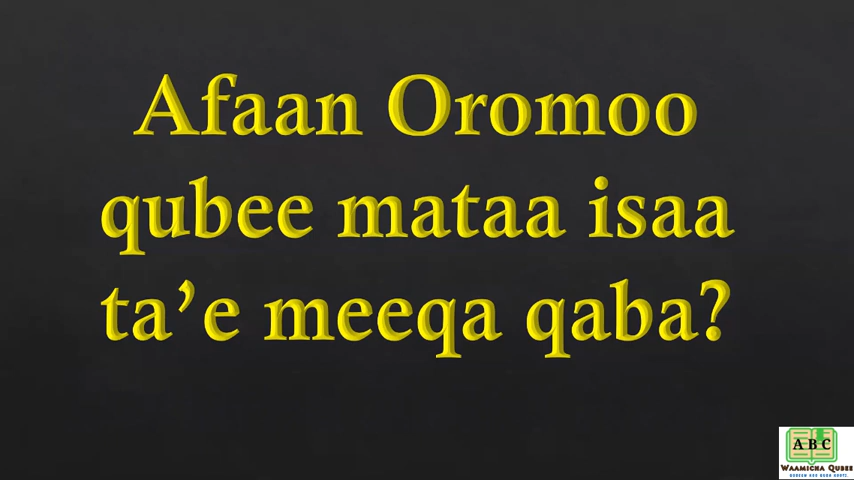 Afaan Oromoo
qubee mataa isaa
ta’e meeqa qaba?
ABC
WAAMICHA QUBEE